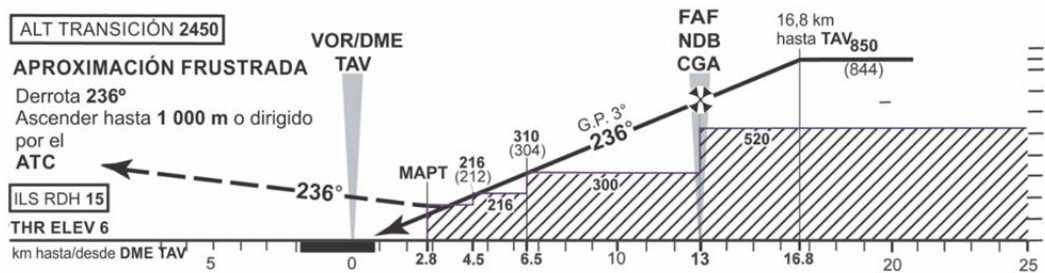 ALT TRANSICIÓN 2450
APROXIMACIÓN FRUSTRADA
Derrota 236º
Ascender hasta 1 000 m o dirigido
por el
ATC
ILS RDH 15
THR ELEV 6
km hasta/desde DME TAV
VOR/DME
TAV
236°
MAPT
216
(212)
216
310
(304)
300
G.P. 3°
236°
FAF
NDB
CGA
520
16,8 km
hasta TAV
850
(844)
5
0
2.8
4.5
6.5
10
13
16.8
20
25